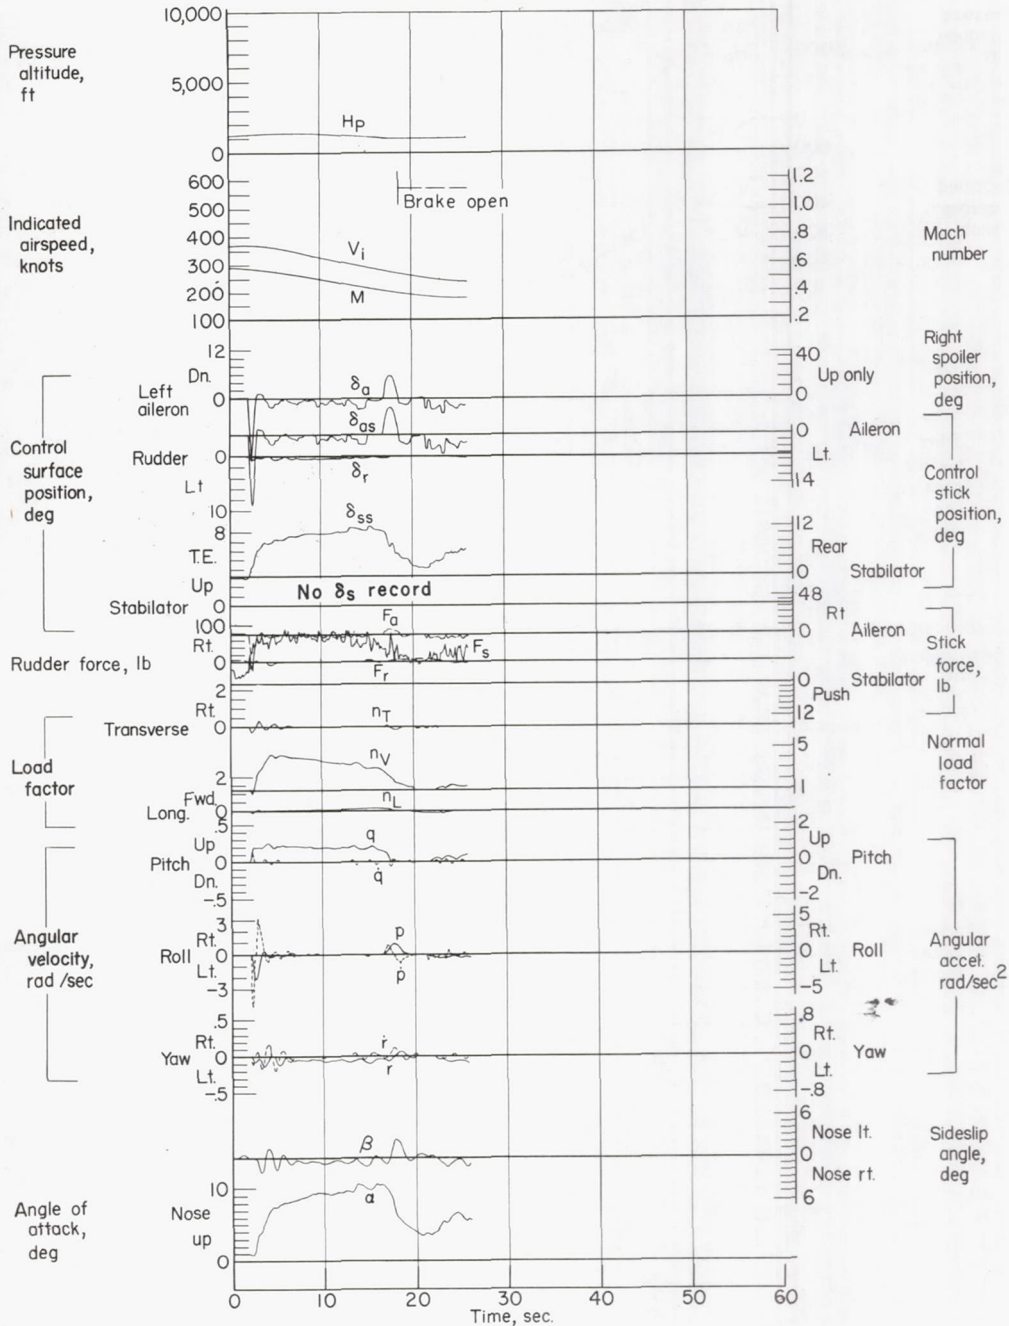 10,000
Pressure
altitude,
ft
5,000
Hp
0
600
500
400
300
200
100
Indicated
airspeed,
knots
Brake open
Vi
M
1.2
1.0
.8
.6
.4
.2
Mach
number
12
Dn.
Left
aileron
0
δa
40
Up only
0
Right
spoiler
position,
deg
δas
0
Aileron
Lt.
14
Control
surface
position,
deg
Rudder
0
Lt
δr
Control
stick
position,
deg
10
8
T.E.
Up
δss
12
Rear
0
Stabilator
No δs record
Stabilator
0
48
Rt
0
Aileron
100
Rt.
0
Rudder force, lb
Fa
Fs
Fr
Stick
force,
lb
0
Stabilator
Push
12
2
Rt.
0
Transverse
nT
Load
factor
2
nV
5
1
Normal
load
factor
Fwd.
Long.
0
nL
.5
Up
Pitch
0
Dn.
-.5
q
q̇
2
Up
0
Pitch
Dn.
-2
Angular
velocity,
rad /sec
3
Rt.
Roll
0
Lt.
-3
p
ṗ
5
Rt.
0
Roll
Lt.
-5
Angular
accel.
rad/sec2
.5
Rt.
Yaw
0
Lt.
-.5
ṙ
r
.8
Rt.
0
Yaw
Lt.
-.8
β
6
Nose lt.
0
Nose rt.
6
Sideslip
angle,
deg
Angle of
attack,
deg
10
Nose
up
0
α
0 10 20 30 40 50 60
Time, sec.